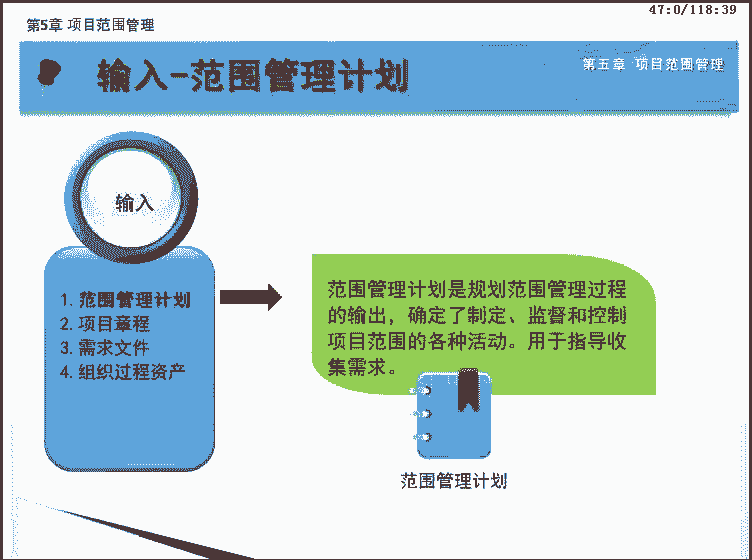 47:0/118:39
第5章 项目范围管理
输入-范围管理计划
第五章 项目范围管理
输入
1. 范围管理计划
2. 项目章程
3. 需求文件
4. 组织过程资产
范围管理计划是规划范围管理过程
的输出，确定了制定、监督和控制
项目范围的各种活动。用于指导收
集需求。
范围管理计划